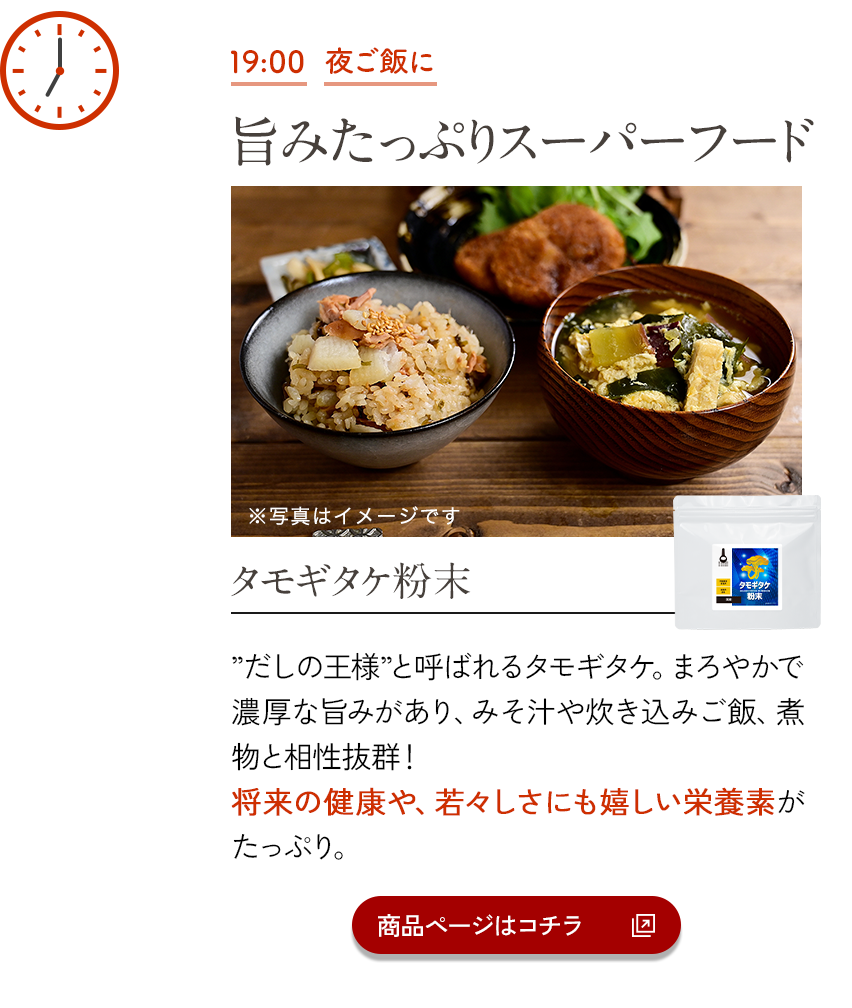 19:00 夜ご飯に
旨みたっぷりスーパーフード
※写真はイメージです
タモギタケ粉末
タモギタケ
粉末
”だしの王様”と呼ばれるタモギタケ。まろやかで
濃厚な旨みがあり、みそ汁や炊き込みご飯、煮
物と相性抜群！
将来の健康や、若々しさにも嬉しい栄養素が
たっぷり。
商品ページはコチラ